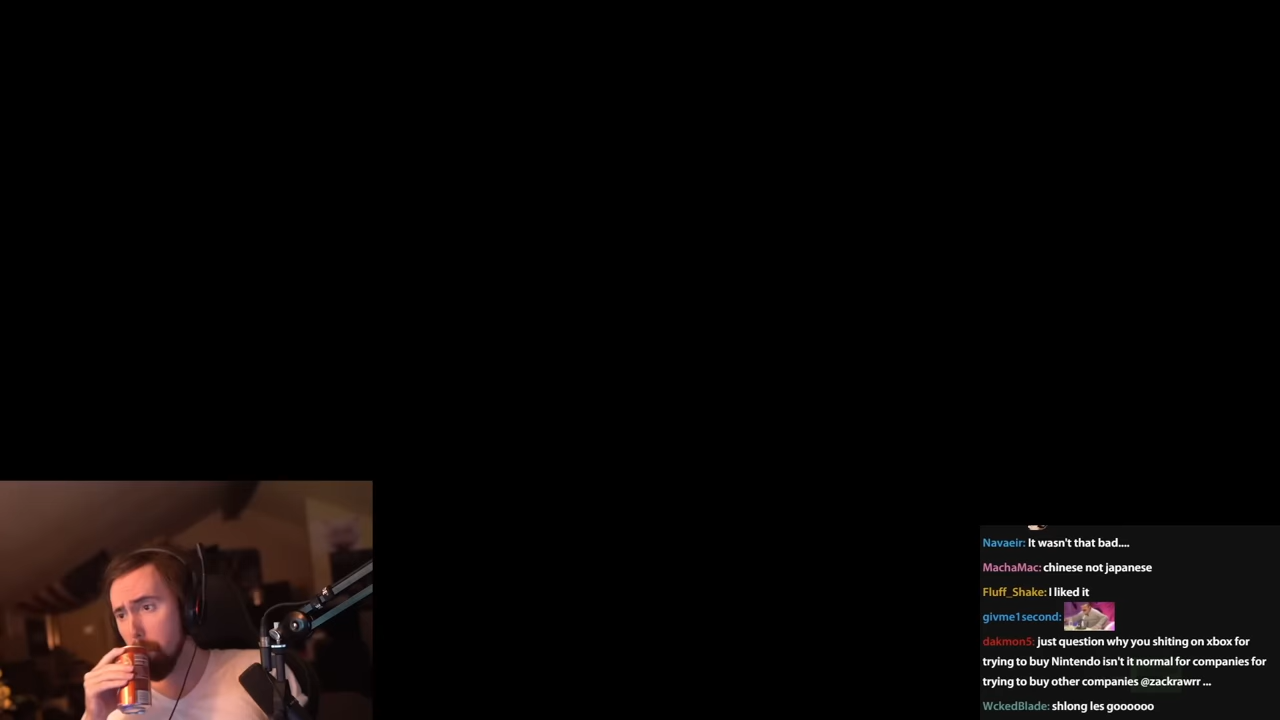 Navaeir: It wasn't that bad....
MachaMac: chinese not japanese
Fluff_Shake: I liked it
givme1second:
dakmon5: just question why you shiting on xbox for
trying to buy Nintendo isn't it normal for companies for
trying to buy other companies @zackrawrr ...
WckedBlade: shlong les goooooo